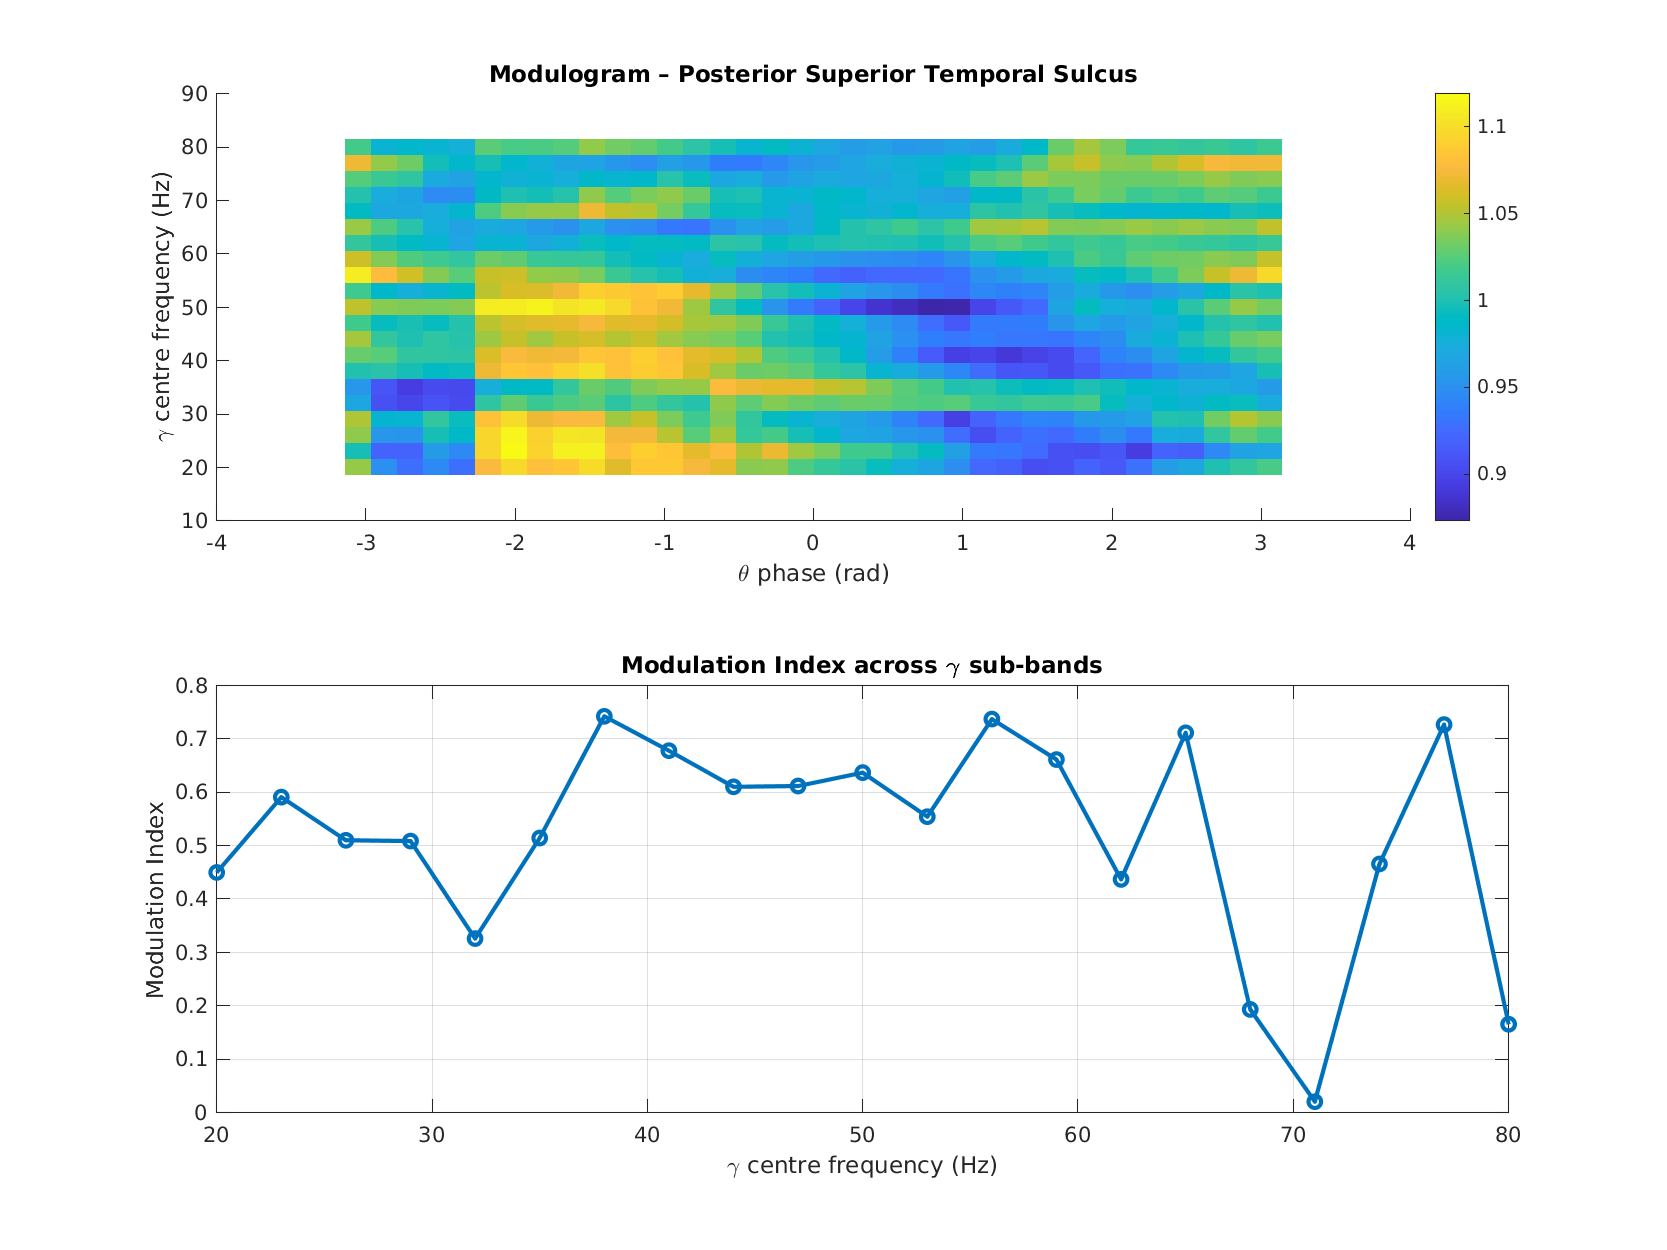 Modulogram – Posterior Superior Temporal Sulcus
90
80
70
60
50
40
30
20
10
γ centre frequency (Hz)
-4 -3 -2 -1 0 1 2 3 4
θ phase (rad)
1.1
1.05
1
0.95
0.9
Modulation Index across γ sub-bands
0.8
0.7
0.6
0.5
0.4
0.3
0.2
0.1
0
Modulation Index
20 30 40 50 60 70 80
γ centre frequency (Hz)